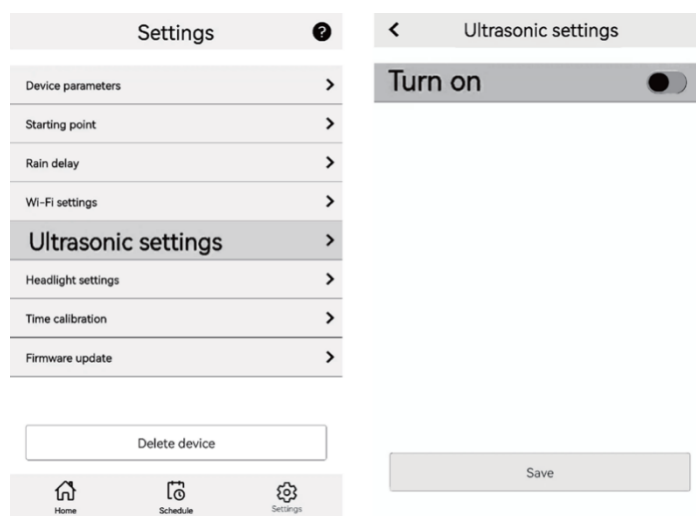 Settings
?
Device parameters
Starting point
Rain delay
Wi-Fi settings
Ultrasonic settings
Headlight settings
Time calibration
Firmware update
Delete device
Home
Schedule
Settings
Ultrasonic settings
Turn on
Save